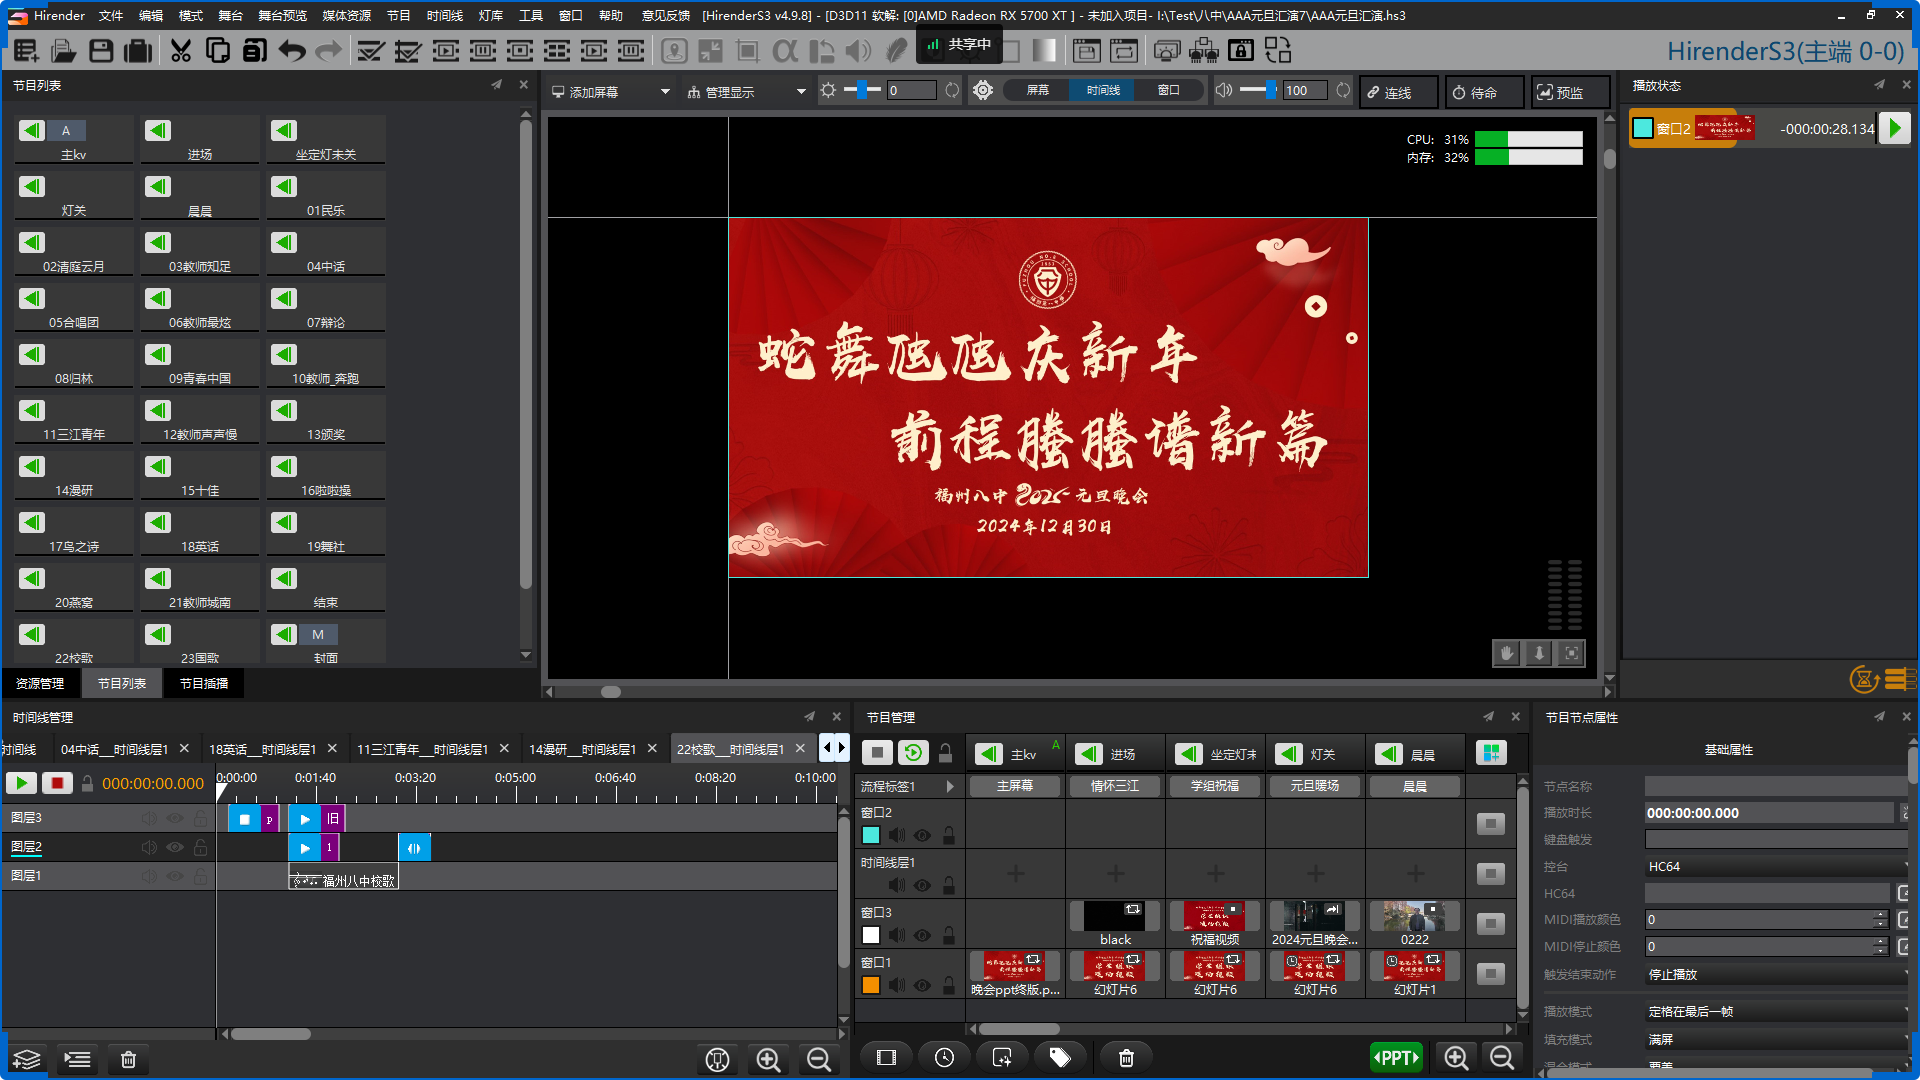 Hirender 文件 编辑 模式 舞台 舞台预览 媒体资源 节目 时间线 灯库 工具 窗口 帮助 意见反馈 [HirenderS3 v4.9.8] - [D3D11 软解: [0]AMD Radeon RX 5700 XT ] - 未加入项目- I:\Test\八中\AAA元旦汇演7\AAA元旦汇演.hs3
共享中
HirenderS3(主端 0-0)
节目列表
添加屏幕 管理显示 0 屏幕 时间线 窗口 100 连线 待命 预监
播放状态
A
主kv 进场 坐定灯未关
灯关 晨晨 01民乐
02清庭云月 03教师知足 04中话
05合唱团 06教师最炫 07辩论
08归林 09青春中国 10教师_奔跑
11三江青年 12教师声声慢 13颁奖
14漫研 15十佳 16啦啦操
17鸟之诗 18英话 19舞社
20燕窝 21教师城南 结束
M
22校歌 23国歌 封面
资源管理 节目列表 节目插播
CPU: 31%
内存: 32%
FUZHOU NO.8 SCHOOL
1853
蛇舞虺虺庆新年
前程螣螣谱新篇
福州八中2025元旦晚会
2024年12月30日
窗口2 -000:00:28.134
时间线管理
时间线 04中话__时间线层1 18英话__时间线层1 11三江青年__时间线层1 14漫研__时间线层1 22校歌__时间线层1
000:00:00.000 0:00:00 0:01:40 0:03:20 0:05:00 0:06:40 0:08:20 0:10:00
图层3 p 旧
图层2 1
图层1 福州八中校歌
节目管理
主kv A 进场 坐定灯未 灯关 晨晨
流程标签1 主屏幕 情怀三江 学组祝福 元旦暖场 晨晨
窗口2
时间线层1
窗口3
black 祝福视频 2024元旦晚会... 0222
窗口1
晚会ppt终版.p... 幻灯片6 幻灯片6 幻灯片6 幻灯片1
PPT
节目节点属性
基础属性
节点名称
播放时长 000:00:00.000
键盘触发
控台 HC64
HC64
MIDI播放颜色 0
MIDI停止颜色 0
触发结束动作 停止播放
播放模式 定格在最后一帧
填充模式 满屏
混合模式 覆盖